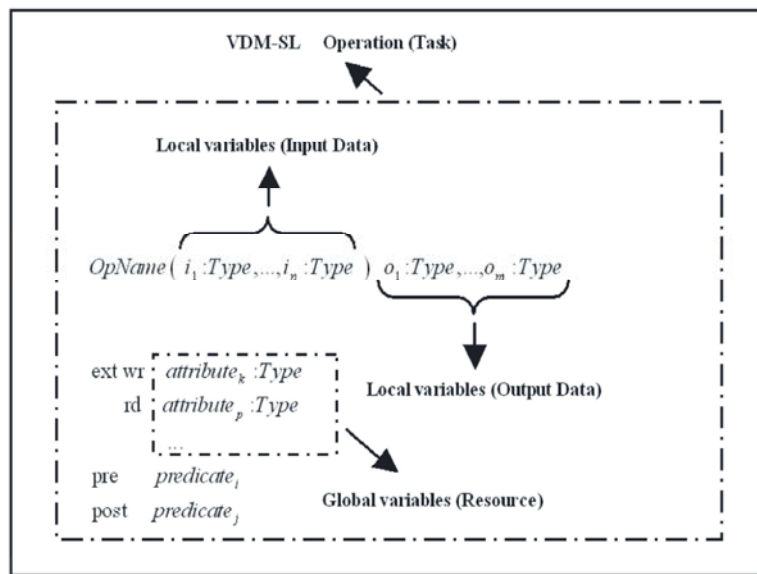 VDM-SL Operation (Task)
Local variables (Input Data)
OpName( i₁:Type,...,iₙ:Type ) o₁:Type,...,oₘ:Type
ext wr attributeₖ:Type
Local variables (Output Data)
rd attributeₚ:Type
...
pre predicateᵢ
Global variables (Resource)
post predicateⱼ